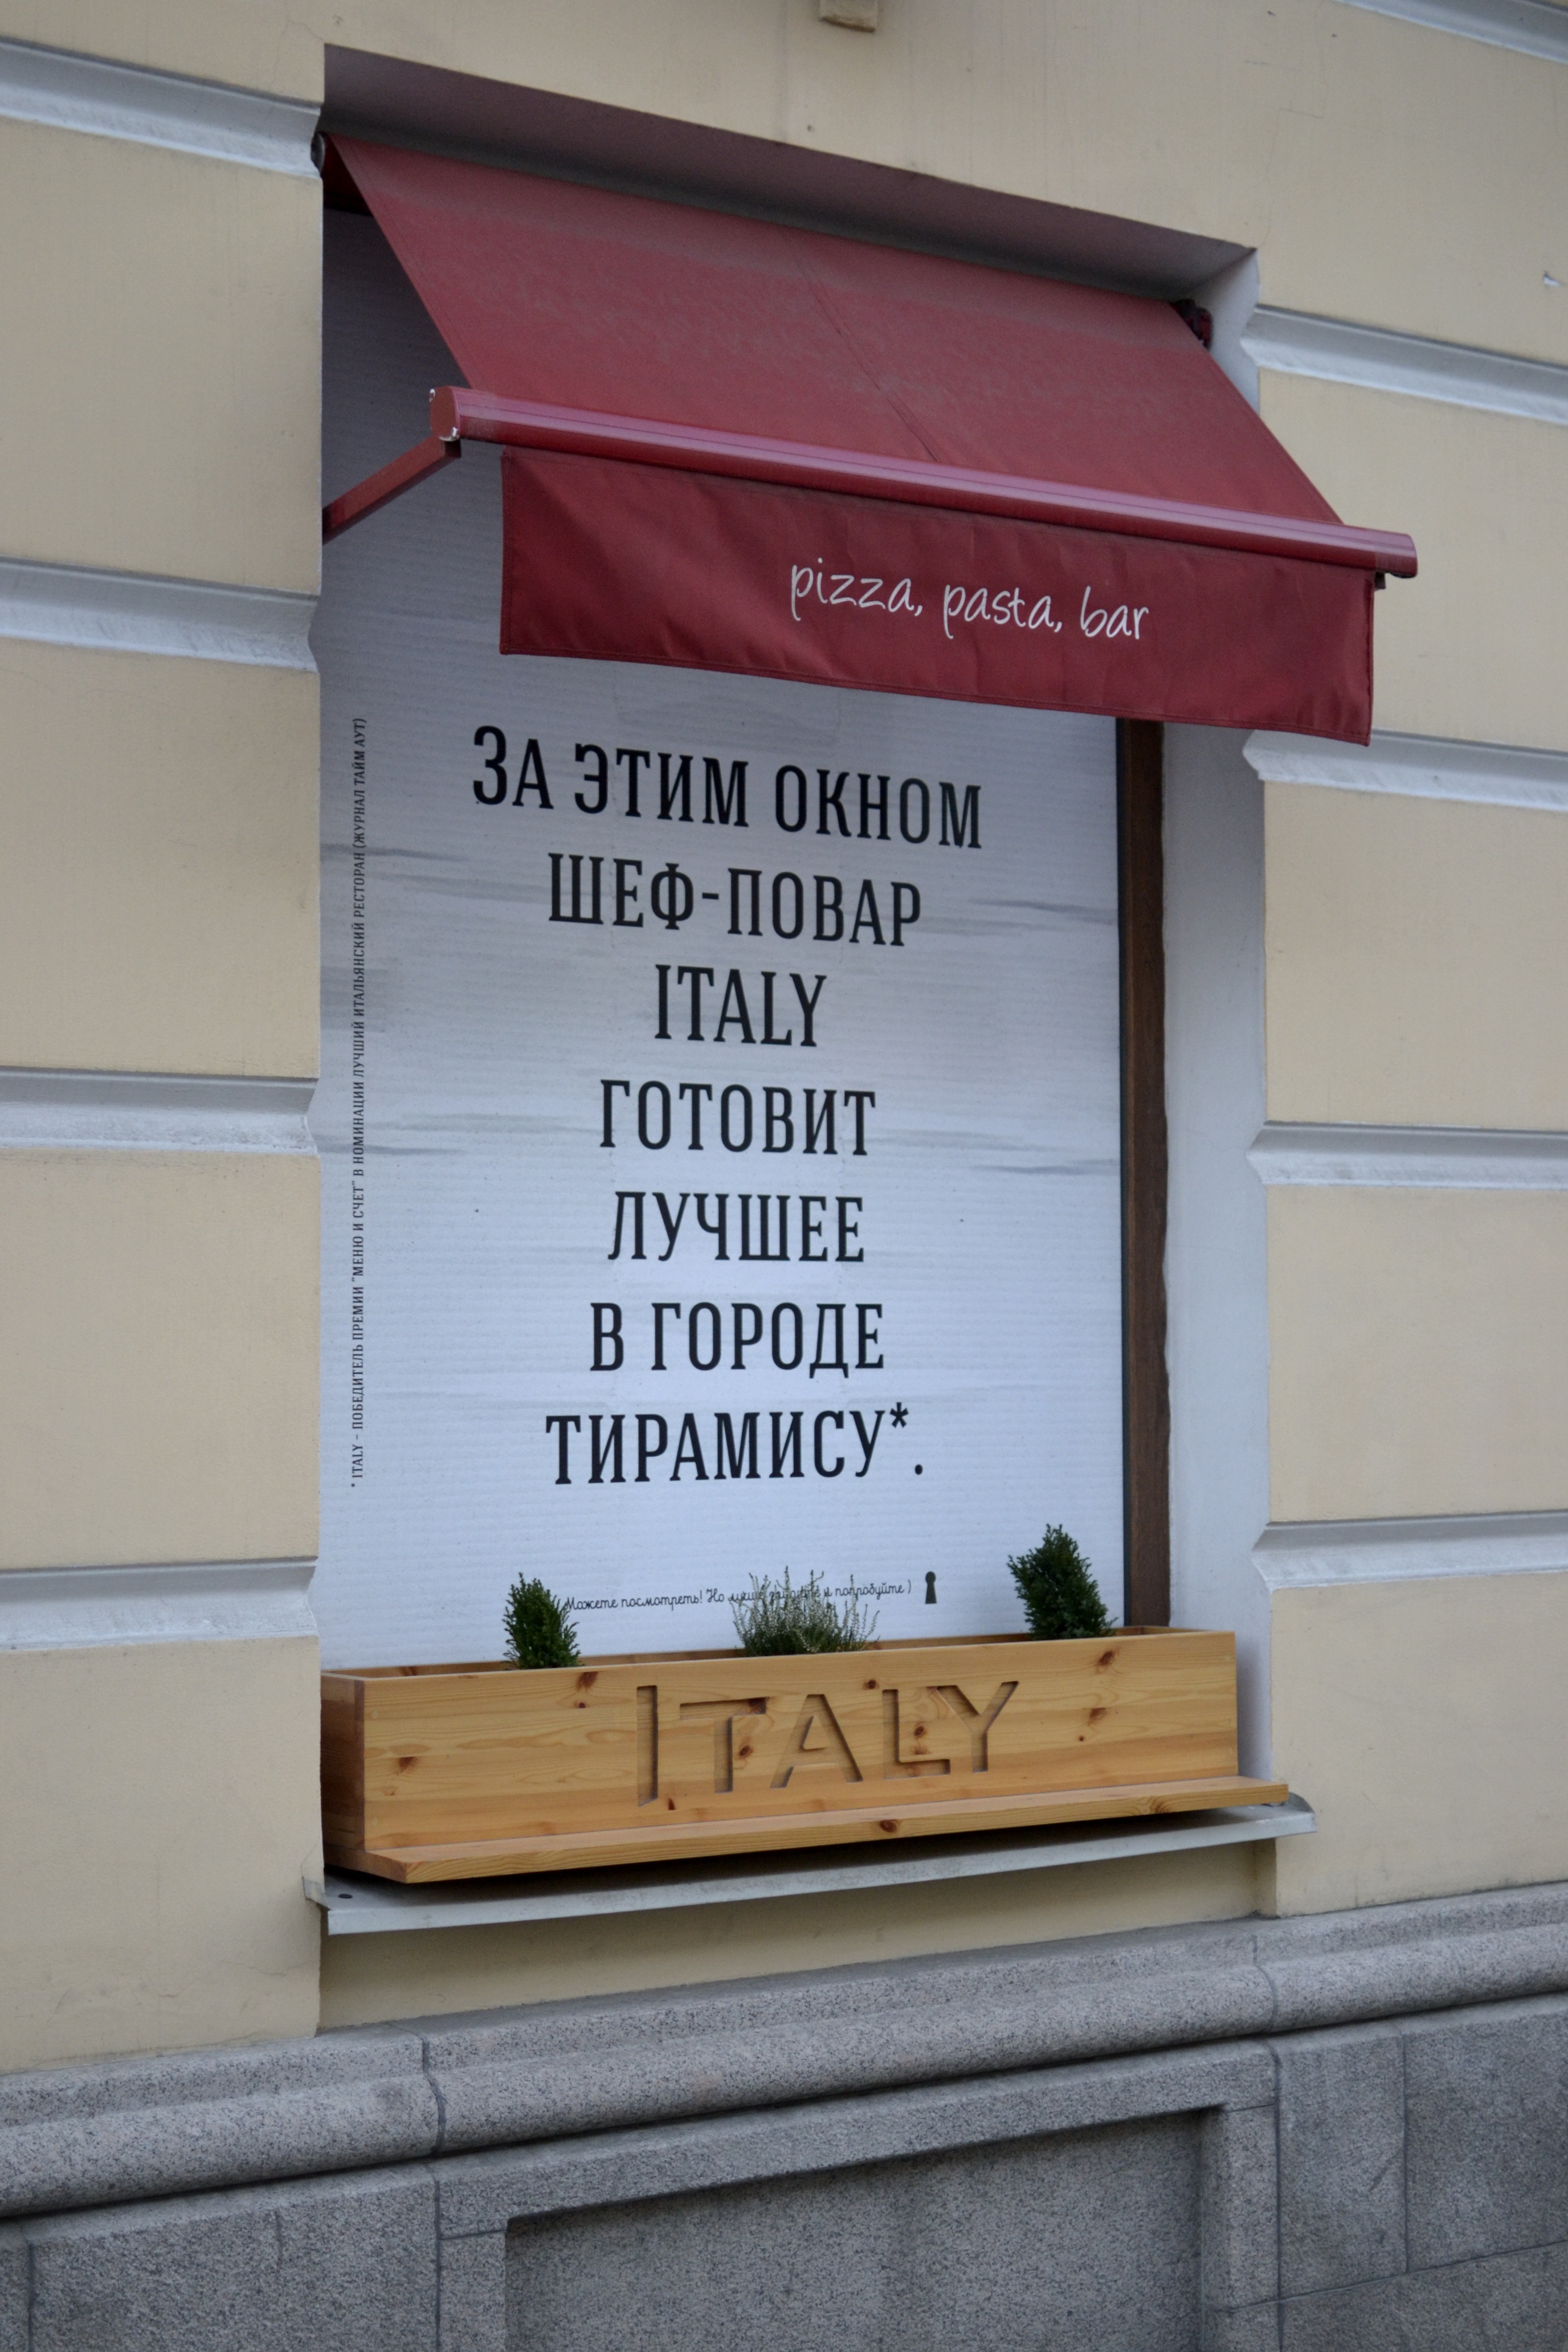 pizza, pasta, bar
ЗА ЭТИМ ОКНОМ
ШЕФ-ПОВАР
ITALY
ГОТОВИТ
ЛУЧШЕЕ
В ГОРОДЕ
ТИРАМИСУ*.
* ITALY – ПОБЕДИТЕЛЬ ПРЕМИИ "МЕНЮ И СЧЕТ" В НОМИНАЦИИ ЛУЧШИЙ ИТАЛЬЯНСКИЙ РЕСТОРАН (ЖУРНАЛ ТАЙМ АУТ)
Можете посмотреть! Но и попробуйте )
ITALY